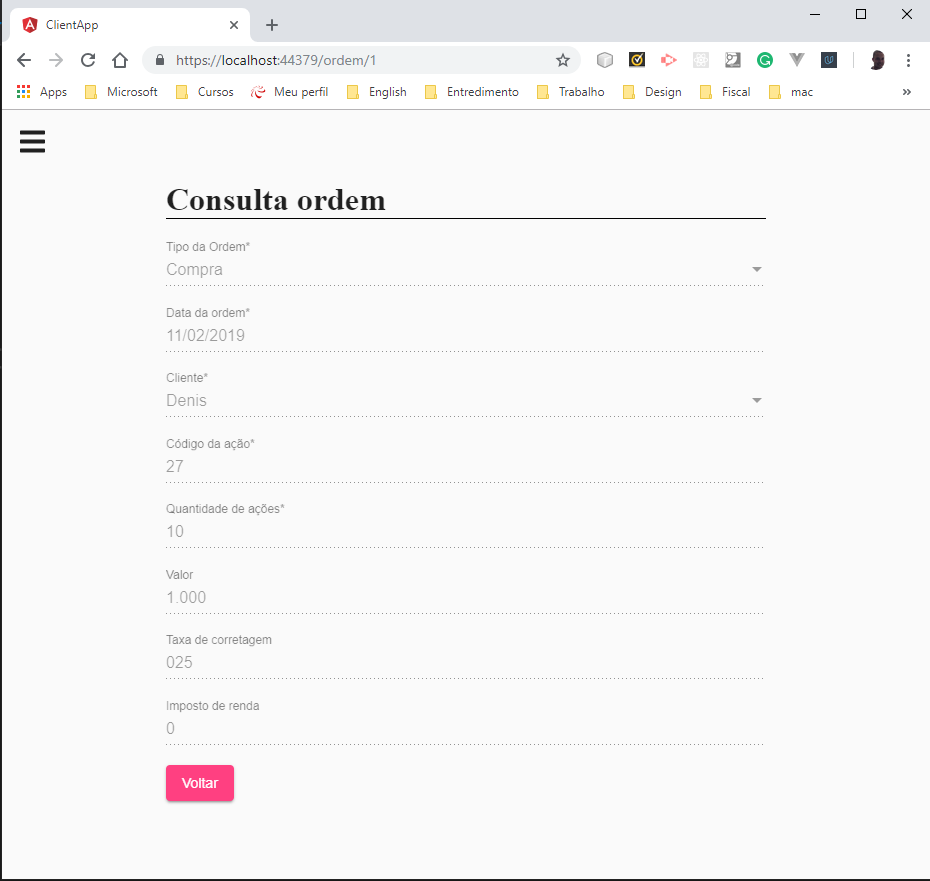 ClientApp
https://localhost:44379/ordem/1
Apps Microsoft Cursos Meu perfil English Entredimento Trabalho Design Fiscal mac »
Consulta ordem
Tipo da Ordem*
Compra
Data da ordem*
11/02/2019
Cliente*
Denis
Código da ação*
27
Quantidade de ações*
10
Valor
1.000
Taxa de corretagem
025
Imposto de renda
0
Voltar